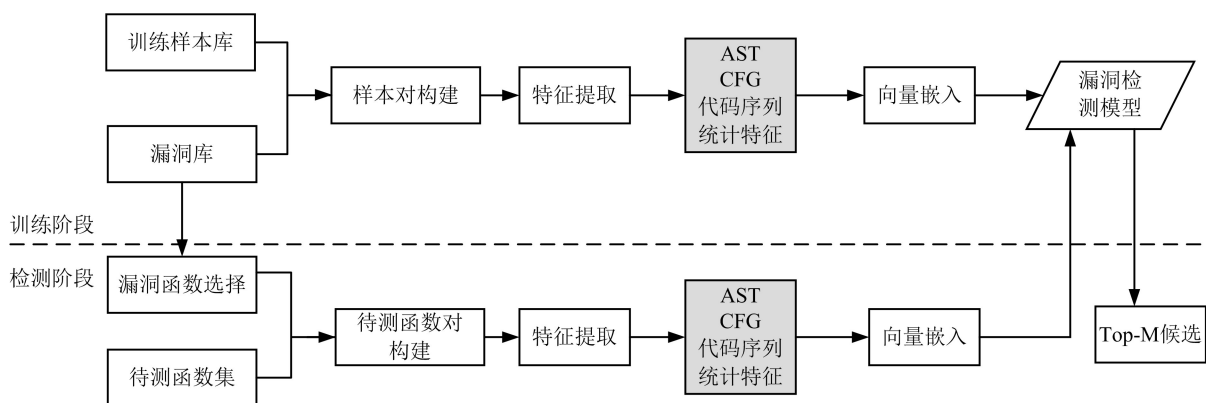 训练样本库
漏洞库
样本对构建
特征提取
AST
CFG
代码序列
统计特征
向量嵌入
漏洞检
测模型
训练阶段
检测阶段
漏洞函数选择
待测函数集
待测函数对
构建
特征提取
AST
CFG
代码序列
统计特征
向量嵌入
Top-M候选